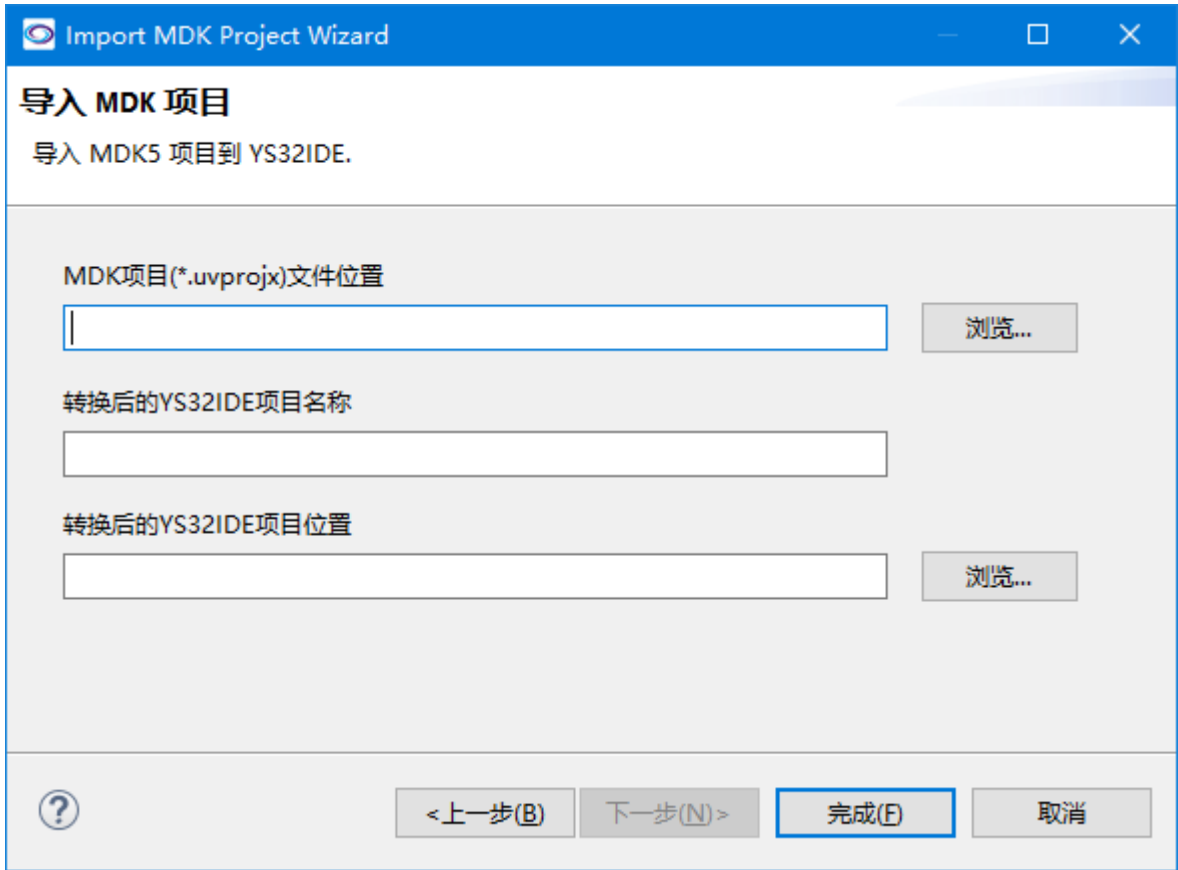 Import MDK Project Wizard
导入 MDK 项目
导入 MDK5 项目到 YS32IDE.
MDK项目(*.uvprojx)文件位置
浏览...
转换后的YS32IDE项目名称
转换后的YS32IDE项目位置
浏览...
<上一步(B) 下一步(N)> 完成(F) 取消